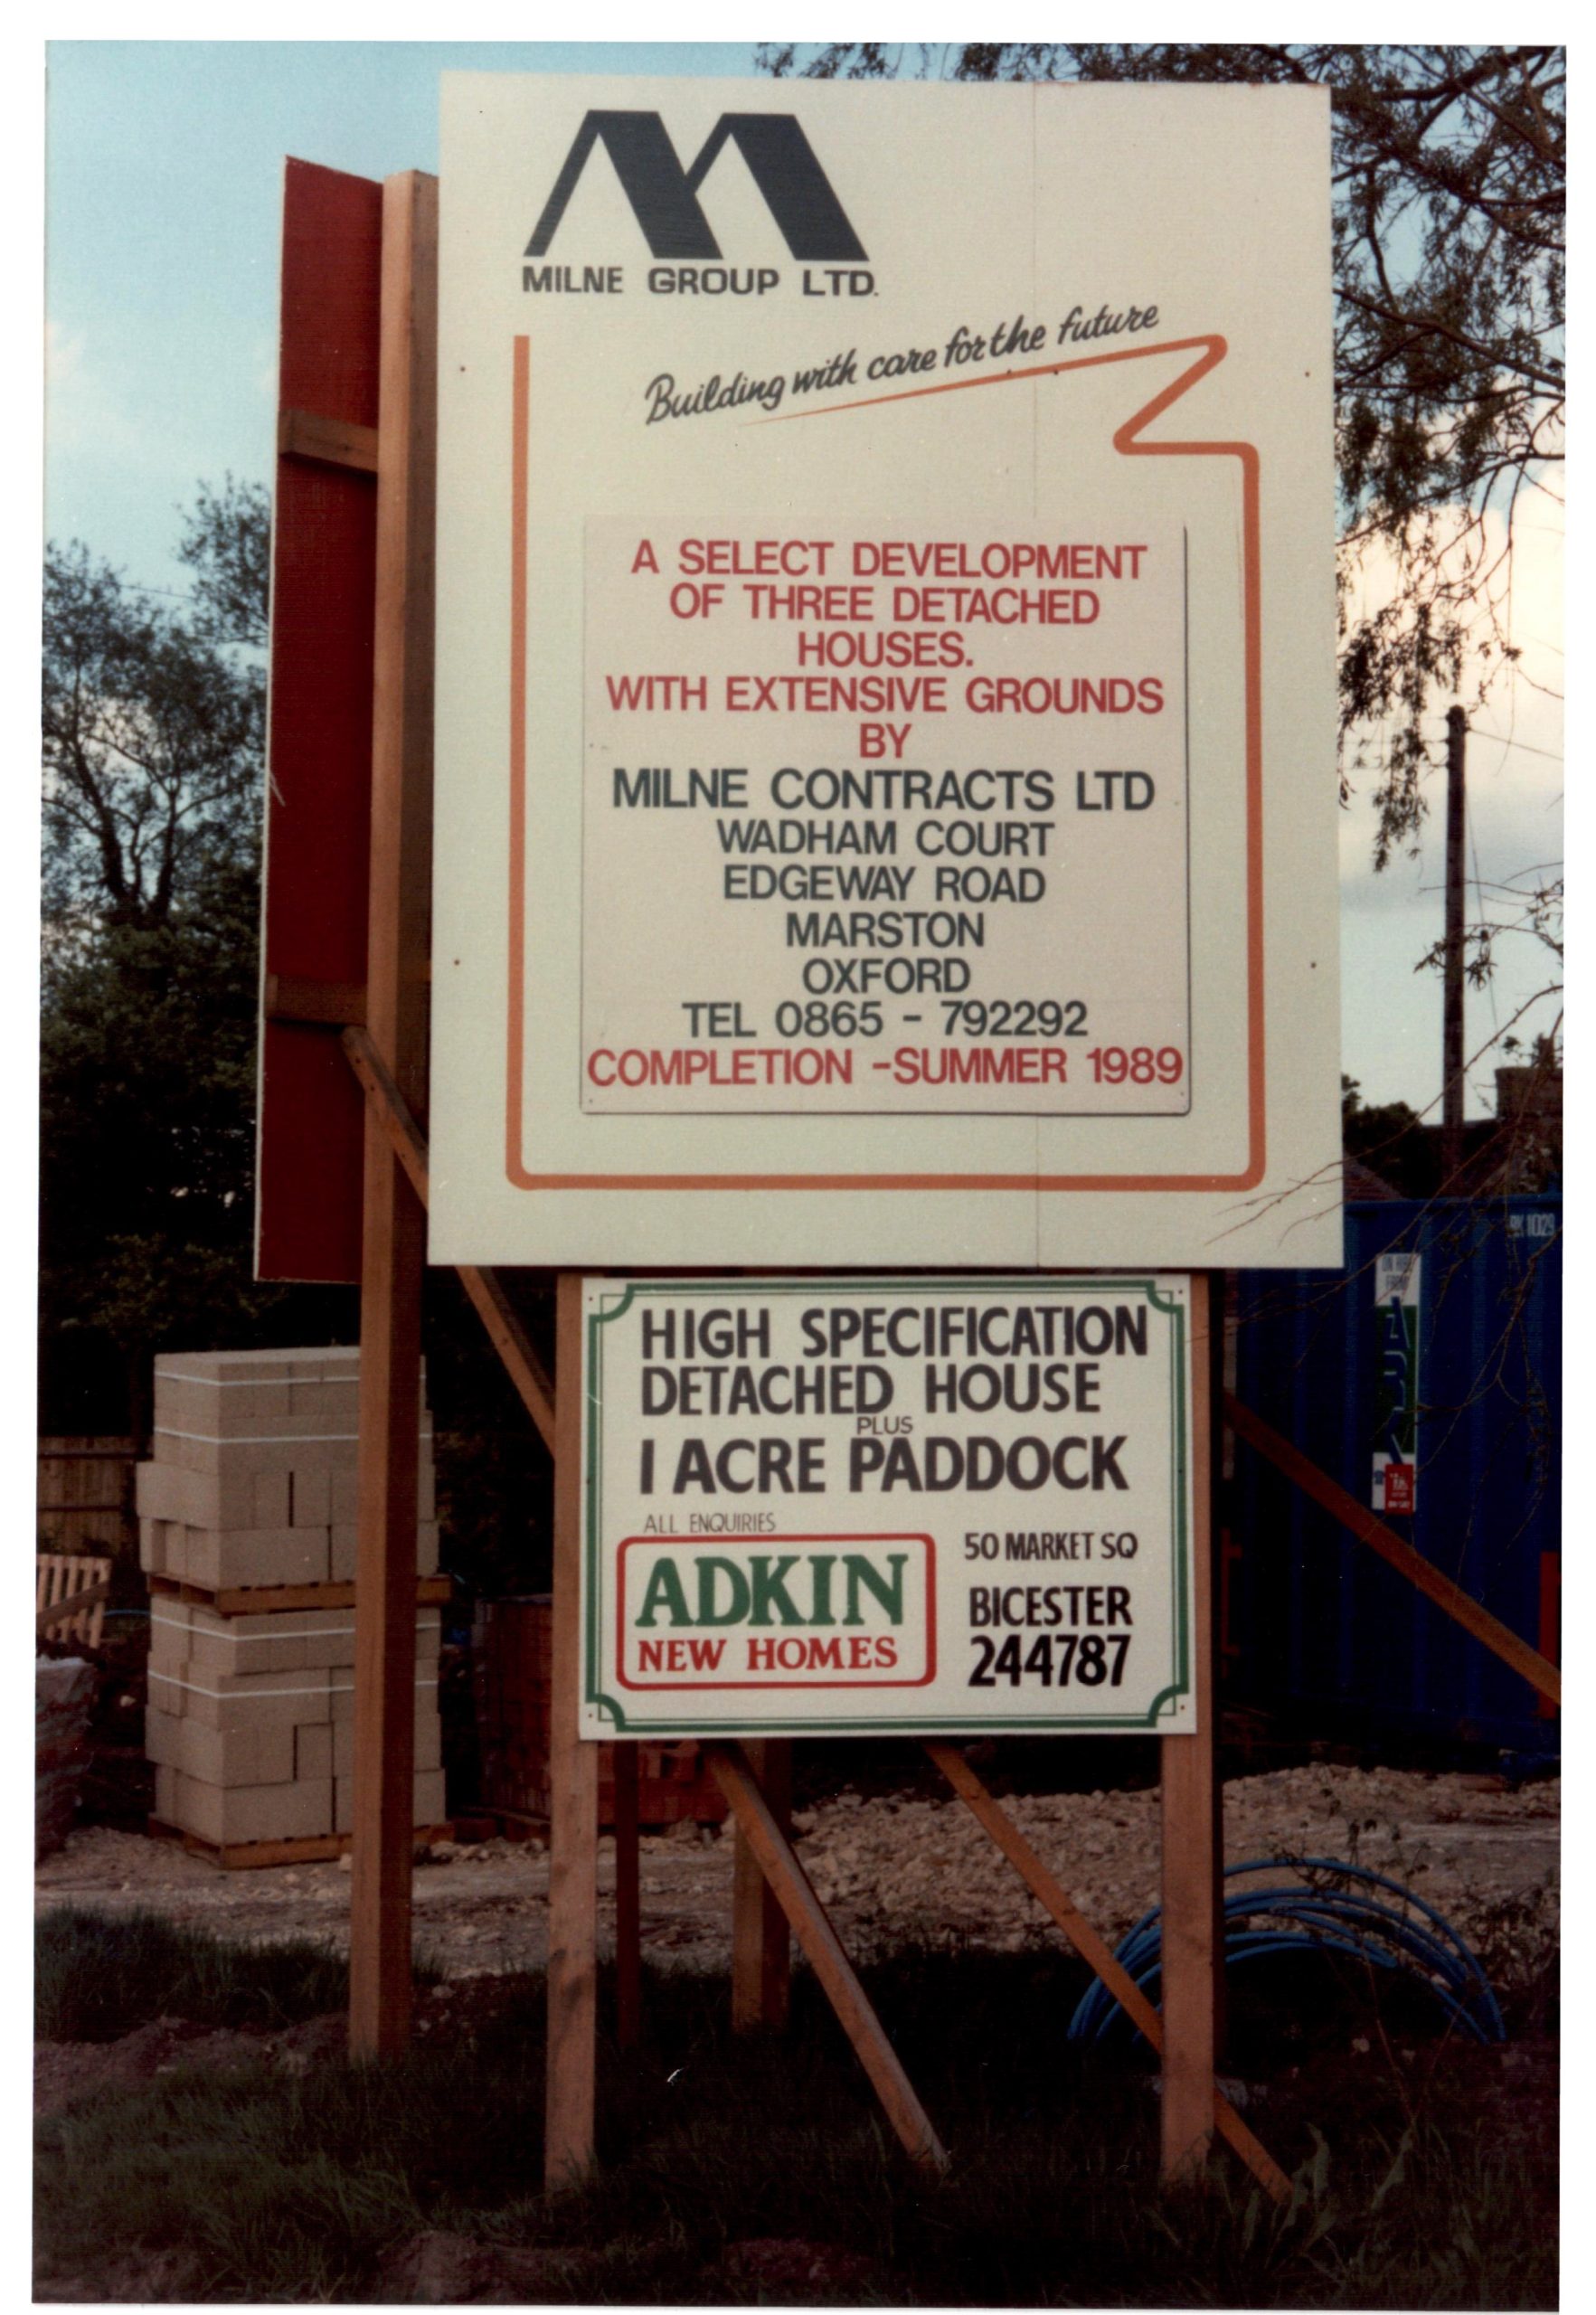 MILNE GROUP LTD.
Building with care for the future
A SELECT DEVELOPMENT
OF THREE DETACHED
HOUSES.
WITH EXTENSIVE GROUNDS
BY
MILNE CONTRACTS LTD
WADHAM COURT
EDGEWAY ROAD
MARSTON
OXFORD
TEL 0865 - 792292
COMPLETION -SUMMER 1989
HIGH SPECIFICATION
DETACHED HOUSE
PLUS
1 ACRE PADDOCK
ALL ENQUIRIES
ADKIN
NEW HOMES
50 MARKET SQ
BICESTER
244787